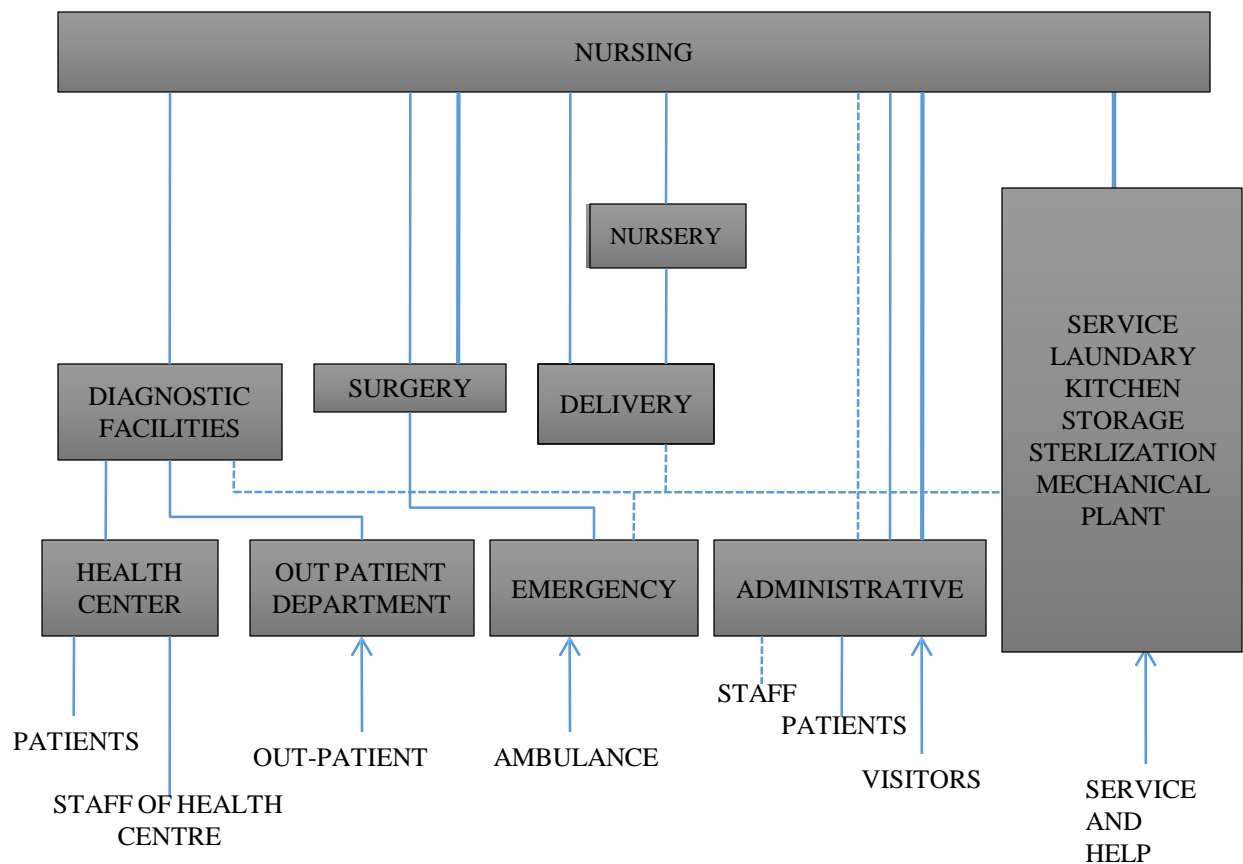 NURSING
NURSERY
DIAGNOSTIC
FACILITIES
SURGERY
DELIVERY
SERVICE
LAUNDARY
KITCHEN
STORAGE
STERLIZATION
MECHANICAL
PLANT
HEALTH
CENTER
OUT PATIENT
DEPARTMENT
EMERGENCY
ADMINISTRATIVE
STAFF
PATIENTS
PATIENTS
OUT-PATIENT
AMBULANCE
VISITORS
STAFF OF HEALTH
CENTRE
SERVICE
AND
HELP